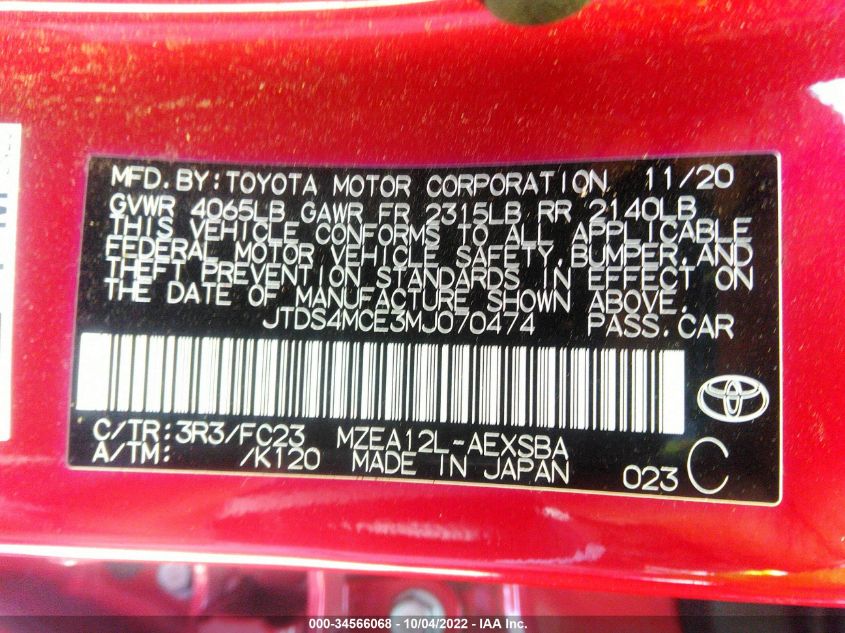 MFD.BY:TOYOTA MOTOR CORPORATION 11/20
GVWR 4065LB GAWR FR 2315LB RR 2140LB
THIS VEHICLE CONFORMS TO ALL APPLICABLE
FEDERAL MOTOR VEHICLE SAFETY,BUMPER,AND
THEFT PREVENTION STANDARDS IN EFFECT ON
THE DATE OF MANUFACTURE SHOWN ABOVE.
JTDS4MCE3MJ070474 PASS.CAR
C/TR:3R3/FC23 MZEA12L-AEXSBA
A/TM: /K120 MADE IN JAPAN 023 C
000-34566068 - 10/04/2022 - IAA Inc.